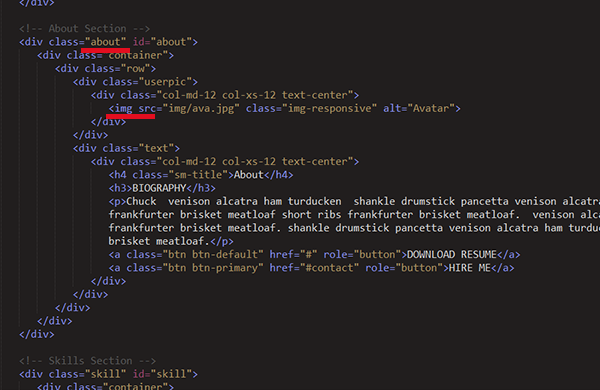 </div>
<!-- About Section -->
<div class="about" id="about">
<div class="container">
<div class="row">
<div class="userpic">
<div class="col-md-12 col-xs-12 text-center">
<img src="img/ava.jpg" class="img-responsive" alt="Avatar">
</div>
</div>
<div class="text">
<div class="col-md-12 col-xs-12 text-center">
<h4 class="sm-title">About</h4>
<h3>BIOGRAPHY</h3>
<p>Chuck  venison alcatra ham turducken  shankle drumstick pancetta venison alcatra
frankfurter brisket meatloaf short ribs frankfurter brisket meatloaf.  venison alca
frankfurter brisket meatloaf. shankle drumstick pancetta venison alcatra ham turduc
brisket meatloaf.</p>
<a class="btn btn-default" href="#" role="button">DOWNLOAD RESUME</a>
<a class="btn btn-primary" href="#contact" role="button">HIRE ME</a>
</div>
</div>
</div>
</div>
</div>
<!-- Skills Section -->
<div class="skill" id="skill">
<div class="container">